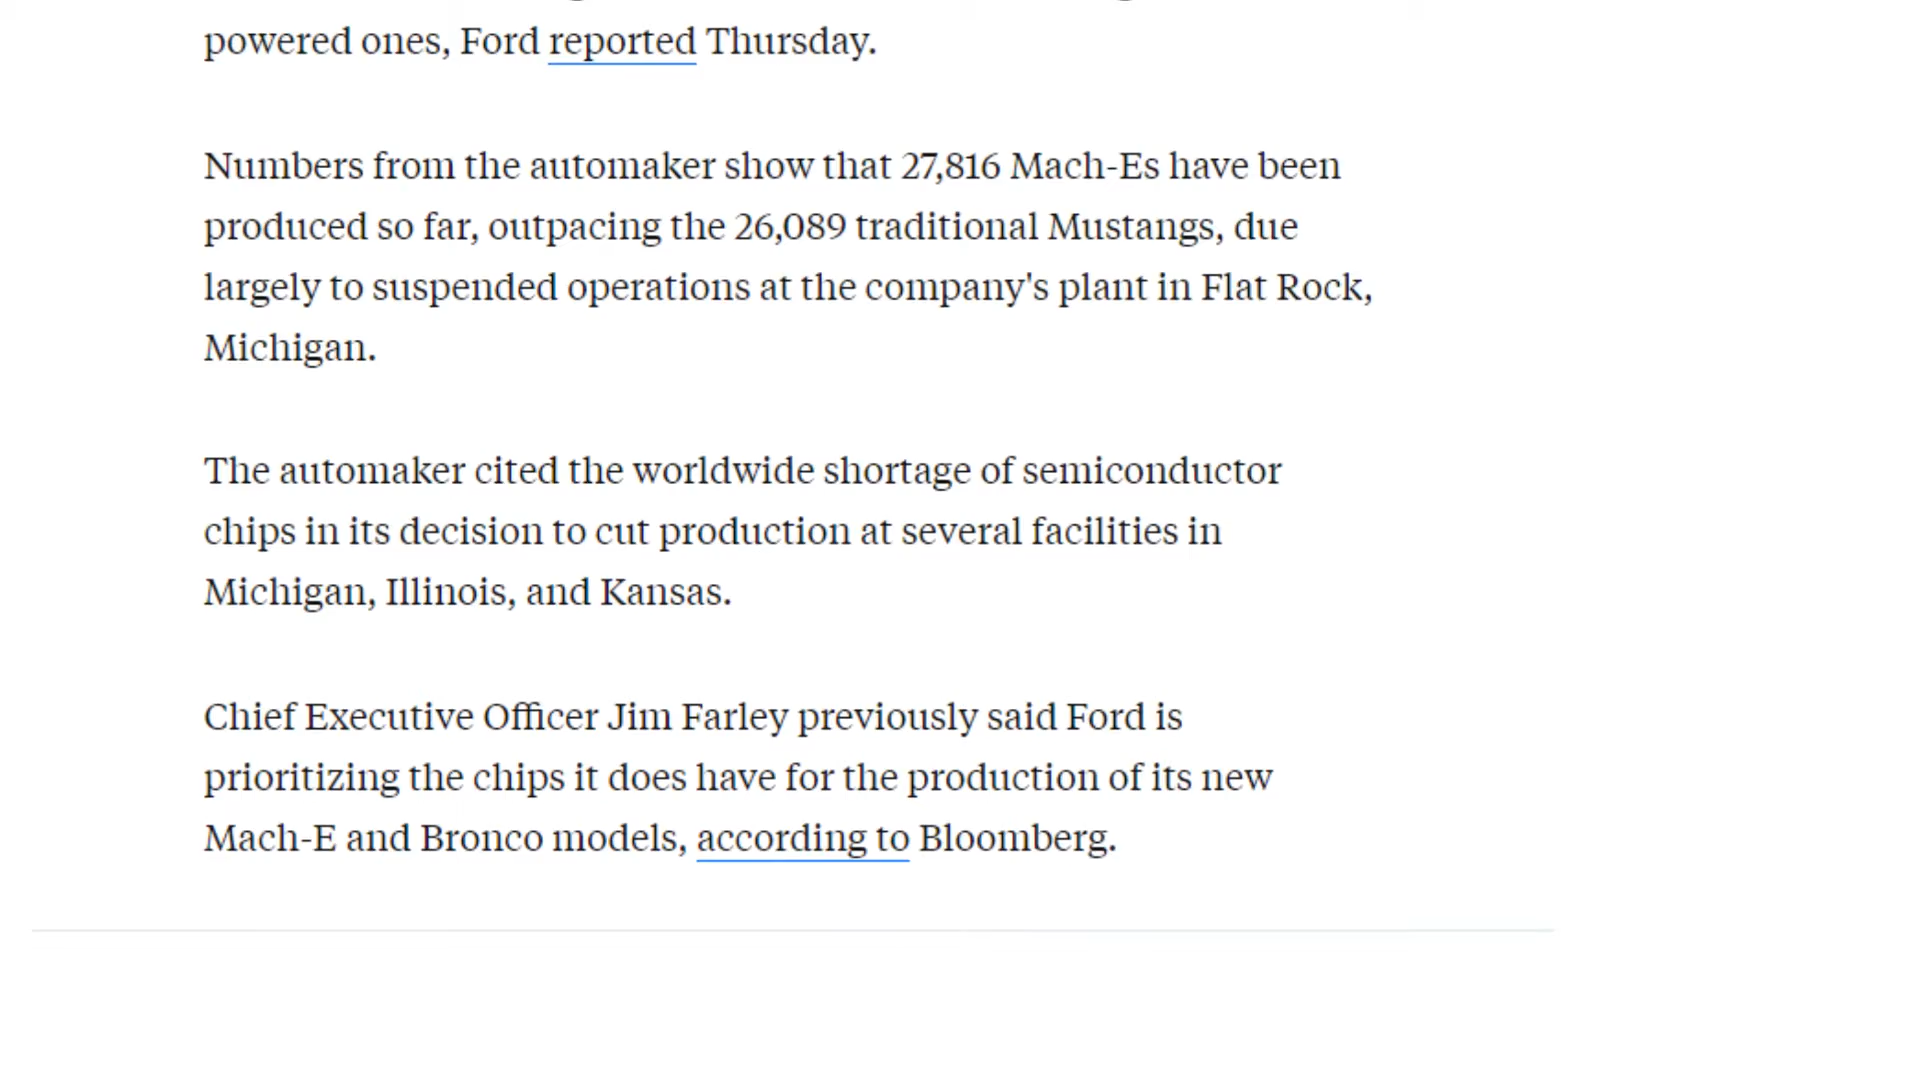 powered ones, Ford reported Thursday.
Numbers from the automaker show that 27,816 Mach-Es have been
produced so far, outpacing the 26,089 traditional Mustangs, due
largely to suspended operations at the company's plant in Flat Rock,
Michigan.
The automaker cited the worldwide shortage of semiconductor
chips in its decision to cut production at several facilities in
Michigan, Illinois, and Kansas.
Chief Executive Officer Jim Farley previously said Ford is
prioritizing the chips it does have for the production of its new
Mach-E and Bronco models, according to Bloomberg.